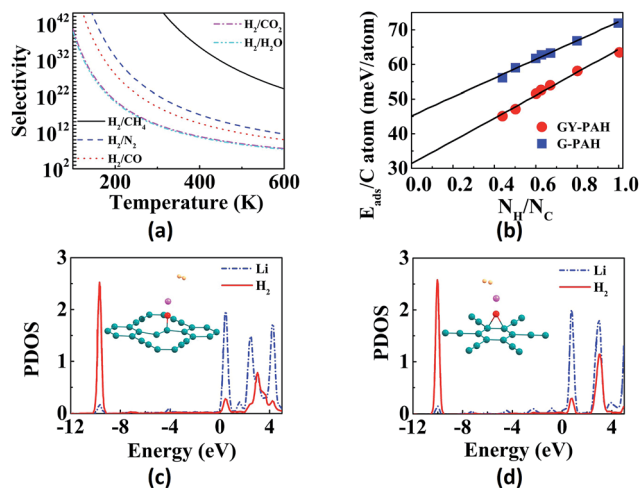 10^42
10^32
10^22
10^12
10^2
Selectivity
H2/CO2
H2/H2O
H2/CH4
H2/N2
H2/CO
200 400 600
Temperature (K)
(a)
E_ads/C atom (meV/atom)
80
70
60
50
40
30
GY-PAH
G-PAH
0.0 0.2 0.4 0.6 0.8 1.0
N_H/N_C
(b)
3
2
1
0
PDOS
Li
H2
-12 -8 -4 0 4
Energy (eV)
(c)
3
2
1
0
PDOS
Li
H2
-12 -8 -4 0 4
Energy (eV)
(d)